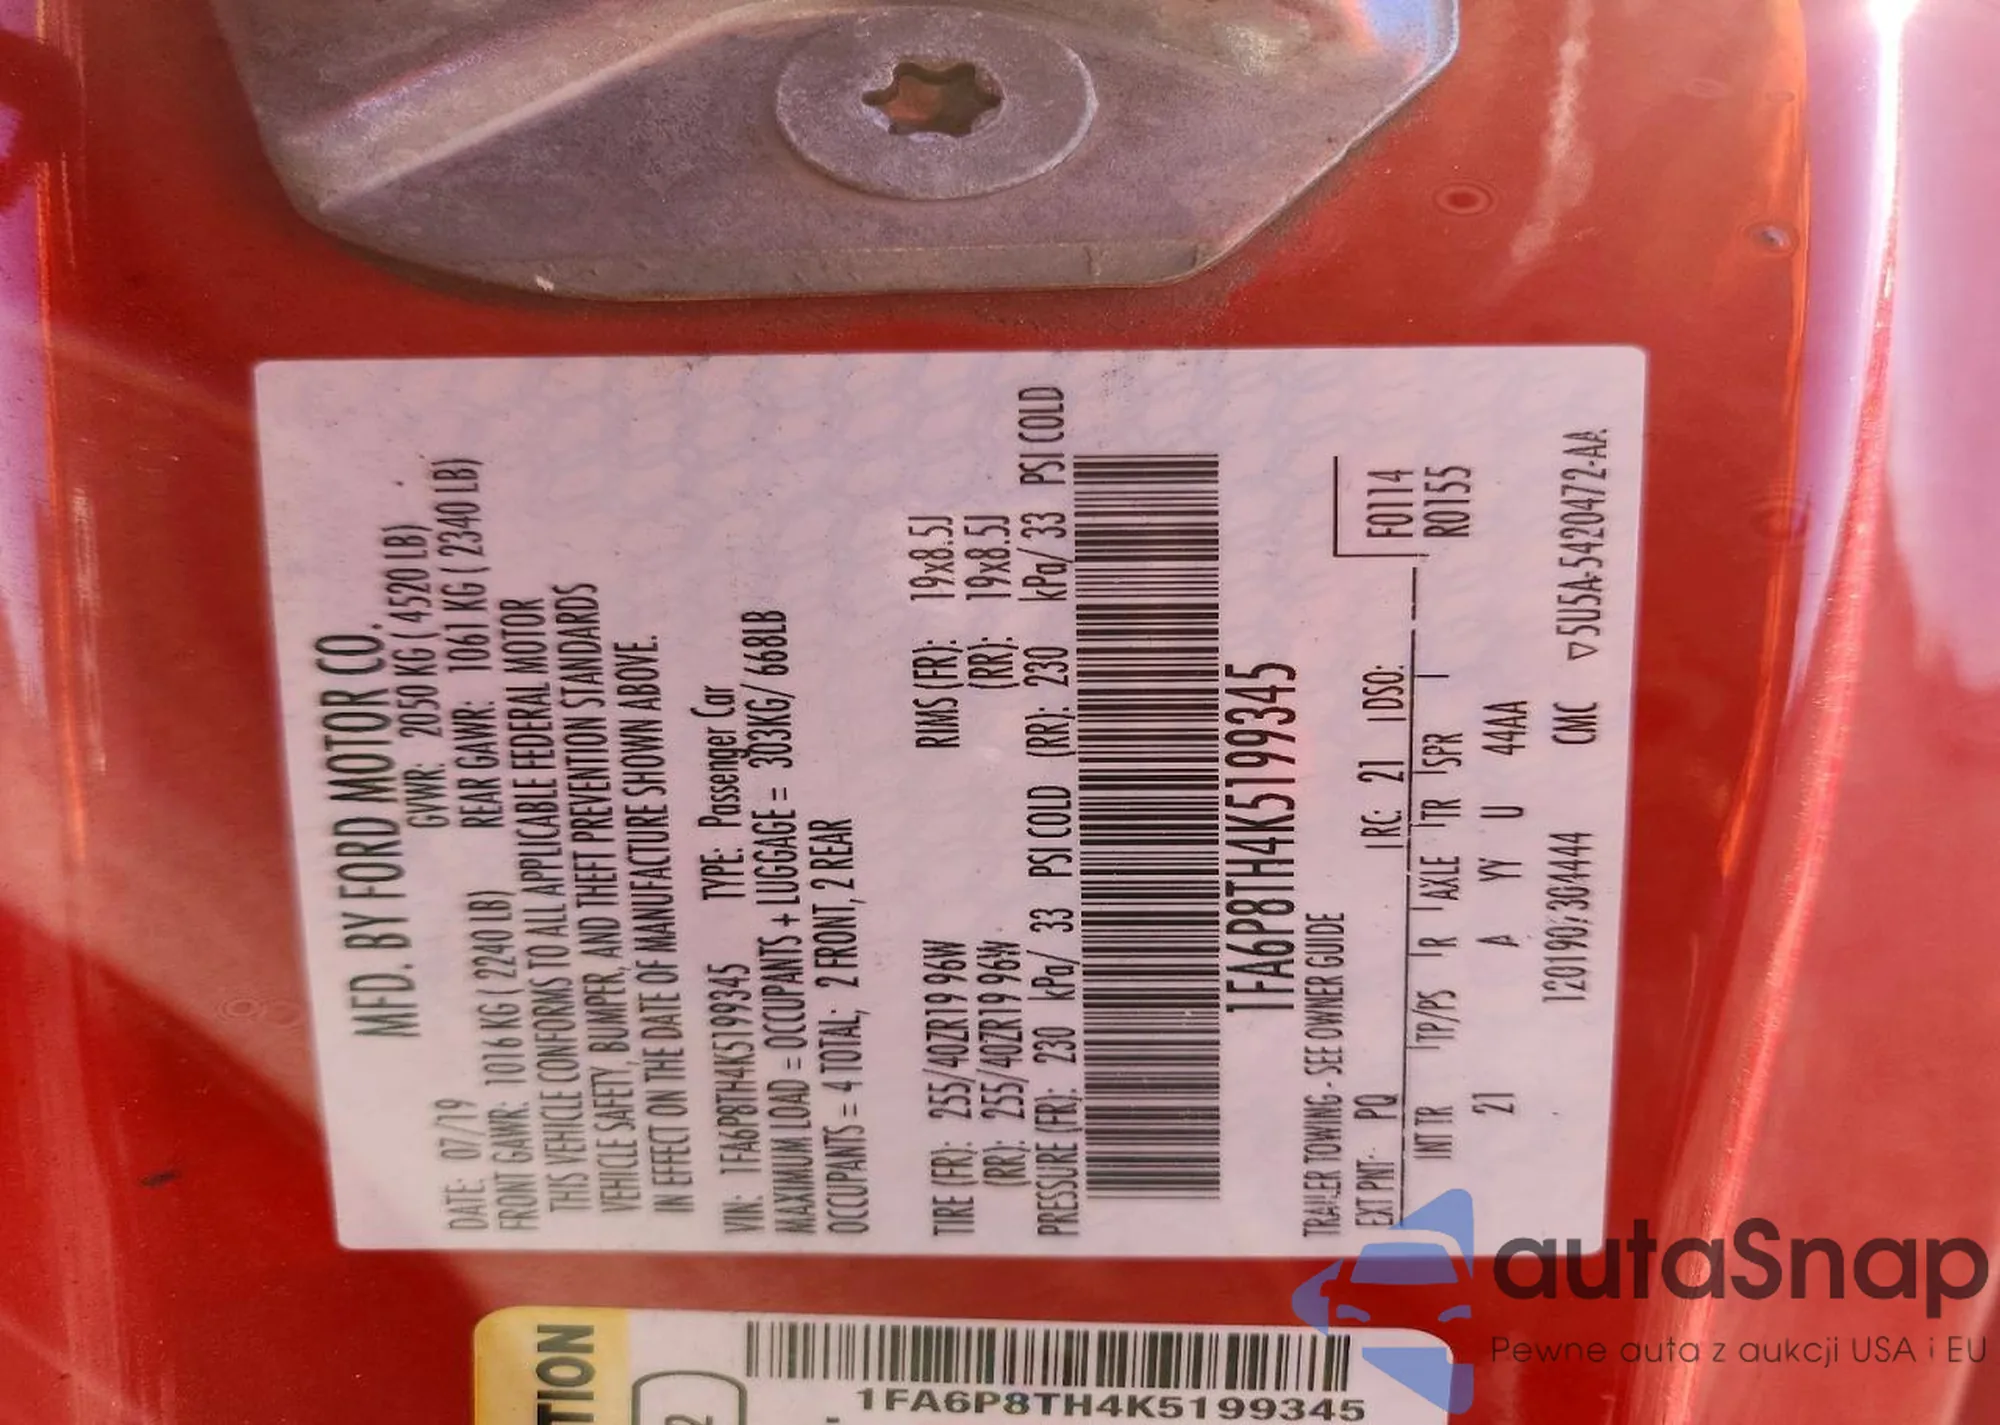 MFD. BY FORD MOTOR CO.
DATE: 07/19 GVWR: 2050 KG ( 4520 LB)
FRONT GAWR: 1016 KG ( 2240 LB) REAR GAWR: 1061 KG ( 2340 LB)
THIS VEHICLE CONFORMS TO ALL APPLICABLE FEDERAL MOTOR
VEHICLE SAFETY, BUMPER, AND THEFT PREVENTION STANDARDS
IN EFFECT ON THE DATE OF MANUFACTURE SHOWN ABOVE.
VIN: 1FA6P8TH4K5199345 TYPE: Passenger Car
MAXIMUM LOAD = OCCUPANTS + LUGGAGE = 303KG/ 668LB
OCCUPANTS = 4 TOTAL; 2 FRONT, 2 REAR
TIRE (FR): 255/40ZR19 96W RIMS (FR): 19x8.5J
(RR): 255/40ZR19 96W (RR): 19x8.5J
PRESSURE (FR): 230 kPa/ 33 PSI COLD (RR): 230 kPa/ 33 PSI COLD
1FA6P8TH4K5199345
TRAILER TOWING - SEE OWNER GUIDE
EXT PNT: PQ RC: 21 DSO: F0114
INT TR TP/PS R AXLE TR SPR R0155
21 A YY U 44AA
CMC ▽5U5A-5420472-AA
TION
2
1FA6P8TH4K5199345
autaSnap
Pewne auta z aukcji USA i EU